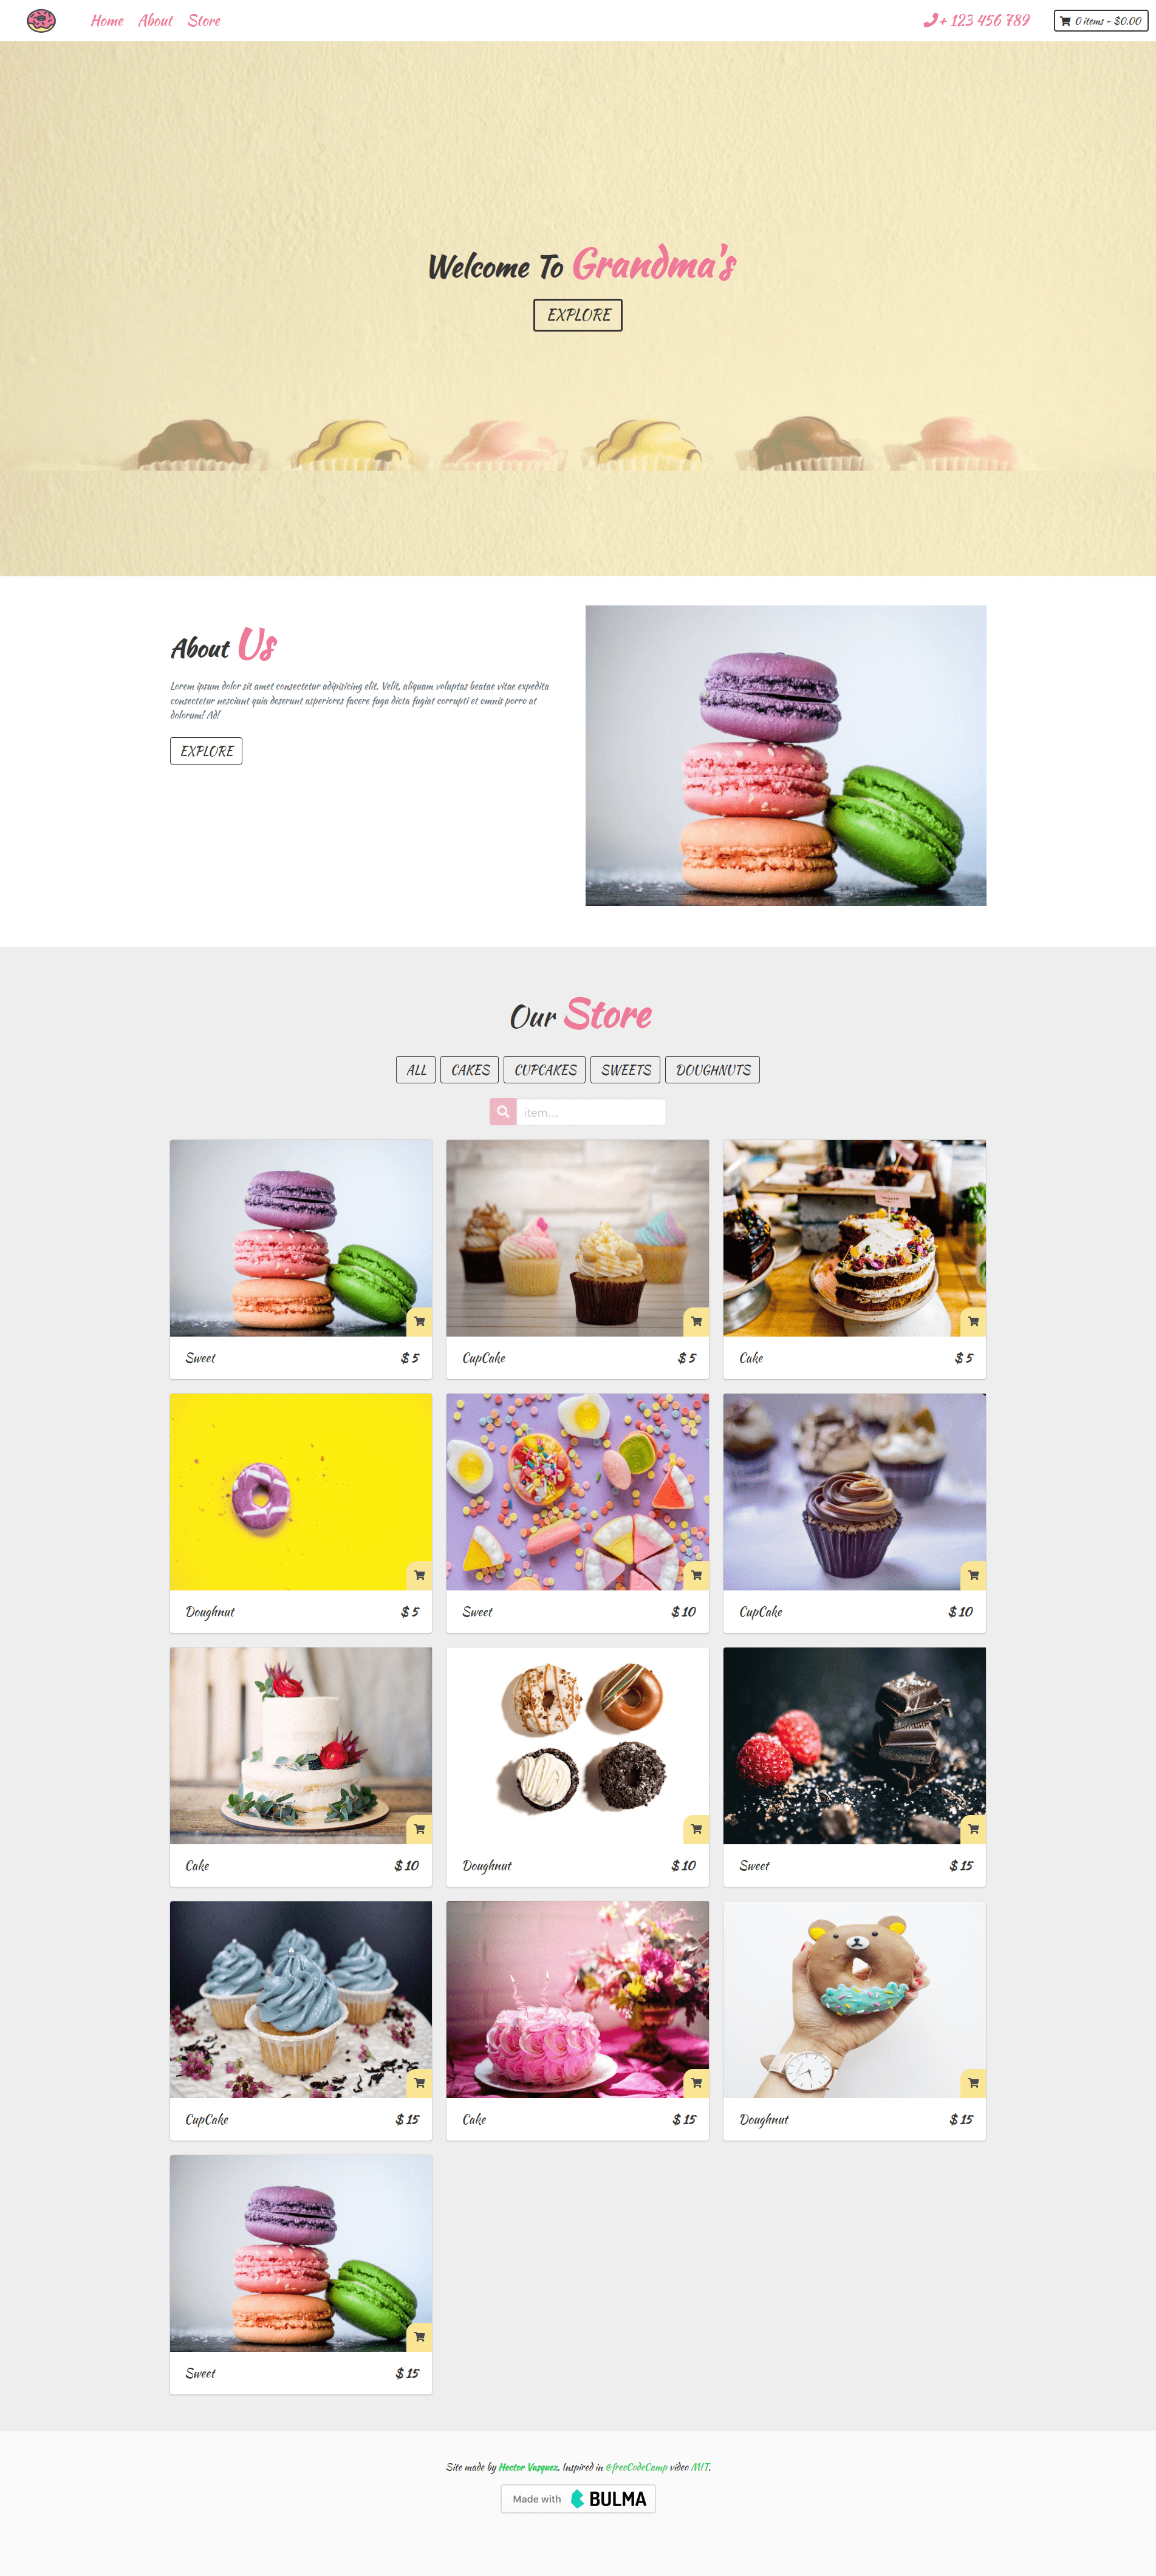 Home About Store + 123 456 789 0 items - $0.00
Welcome To Grandma's
EXPLORE
About Us
Lorem ipsum dolor sit amet consectetur adipisicing elit. Velit, aliquam voluptas beatae vitae expedita
consectetur nesciunt quia deserunt asperiores facere fuga dicta fugiat corrupti et omnis porro at
dolorum! Ad!
EXPLORE
Our Store
ALL CAKES CUPCAKES SWEETS DOUGHNUTS
item....
Sweet $ 5 CupCake $ 5 Cake $ 5
Doughnut $ 5 Sweet $ 10 CupCake $ 10
Cake $ 10 Doughnut $ 10 Sweet $ 15
CupCake $ 15 Cake $ 15 Doughnut $ 15
Sweet $ 15
Site made by Hector Vasquez. Inspired in @freeCodeCamp video MIT.
Made with BULMA